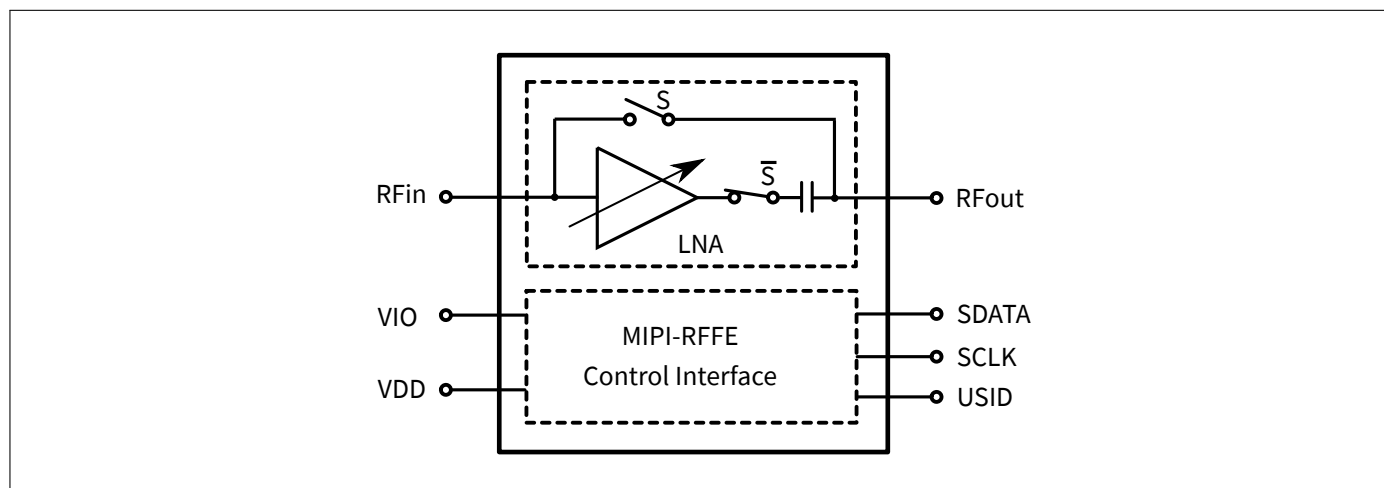 S
RFin
S̅
RFout
LNA
VIO
MIPI-RFFE
Control Interface
SDATA
SCLK
VDD
USID